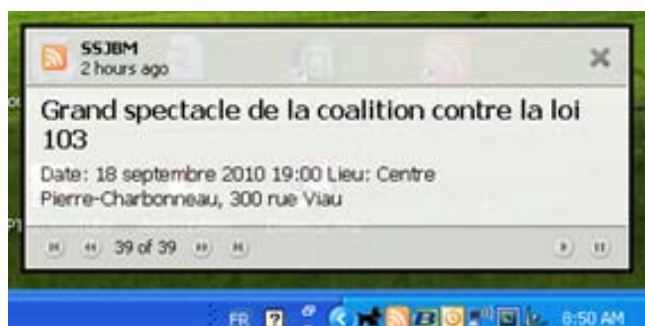 SSJBM
2 hours ago
Grand spectacle de la coalition contre la loi
103
Date: 18 septembre 2010 19:00 Lieu: Centre
Pierre-Charbonneau, 300 rue Viau
39 of 39
FR
8:50 AM